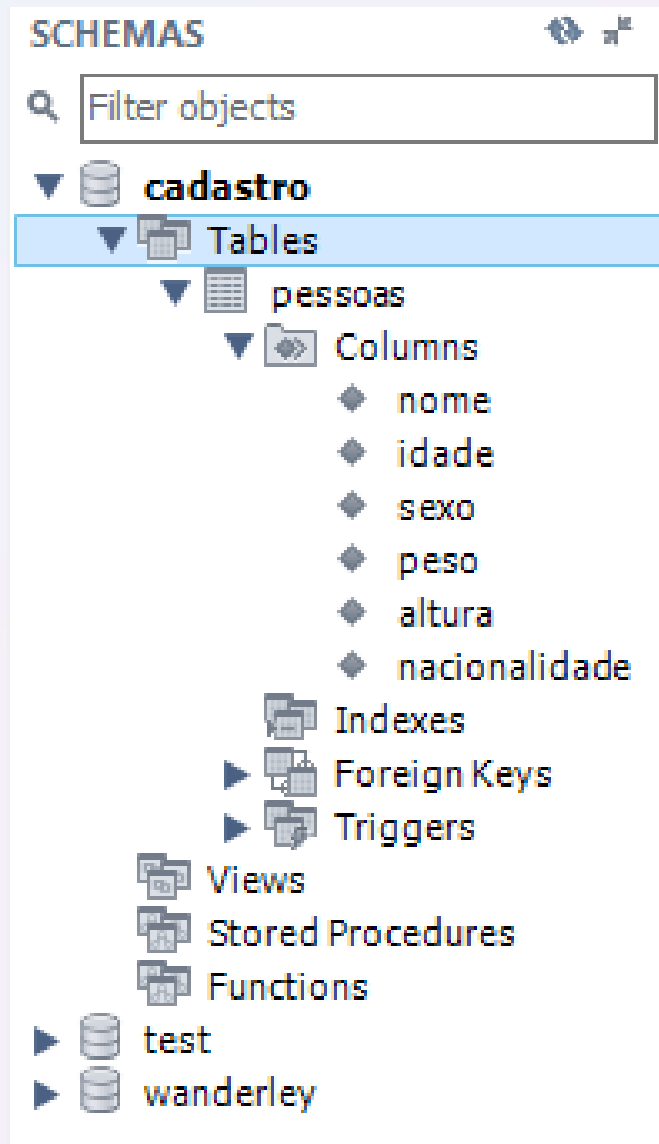 SCHEMAS
Filter objects
cadastro
Tables
pessoas
Columns
nome
idade
sexo
peso
altura
nacionalidade
Indexes
Foreign Keys
Triggers
Views
Stored Procedures
Functions
test
wanderley